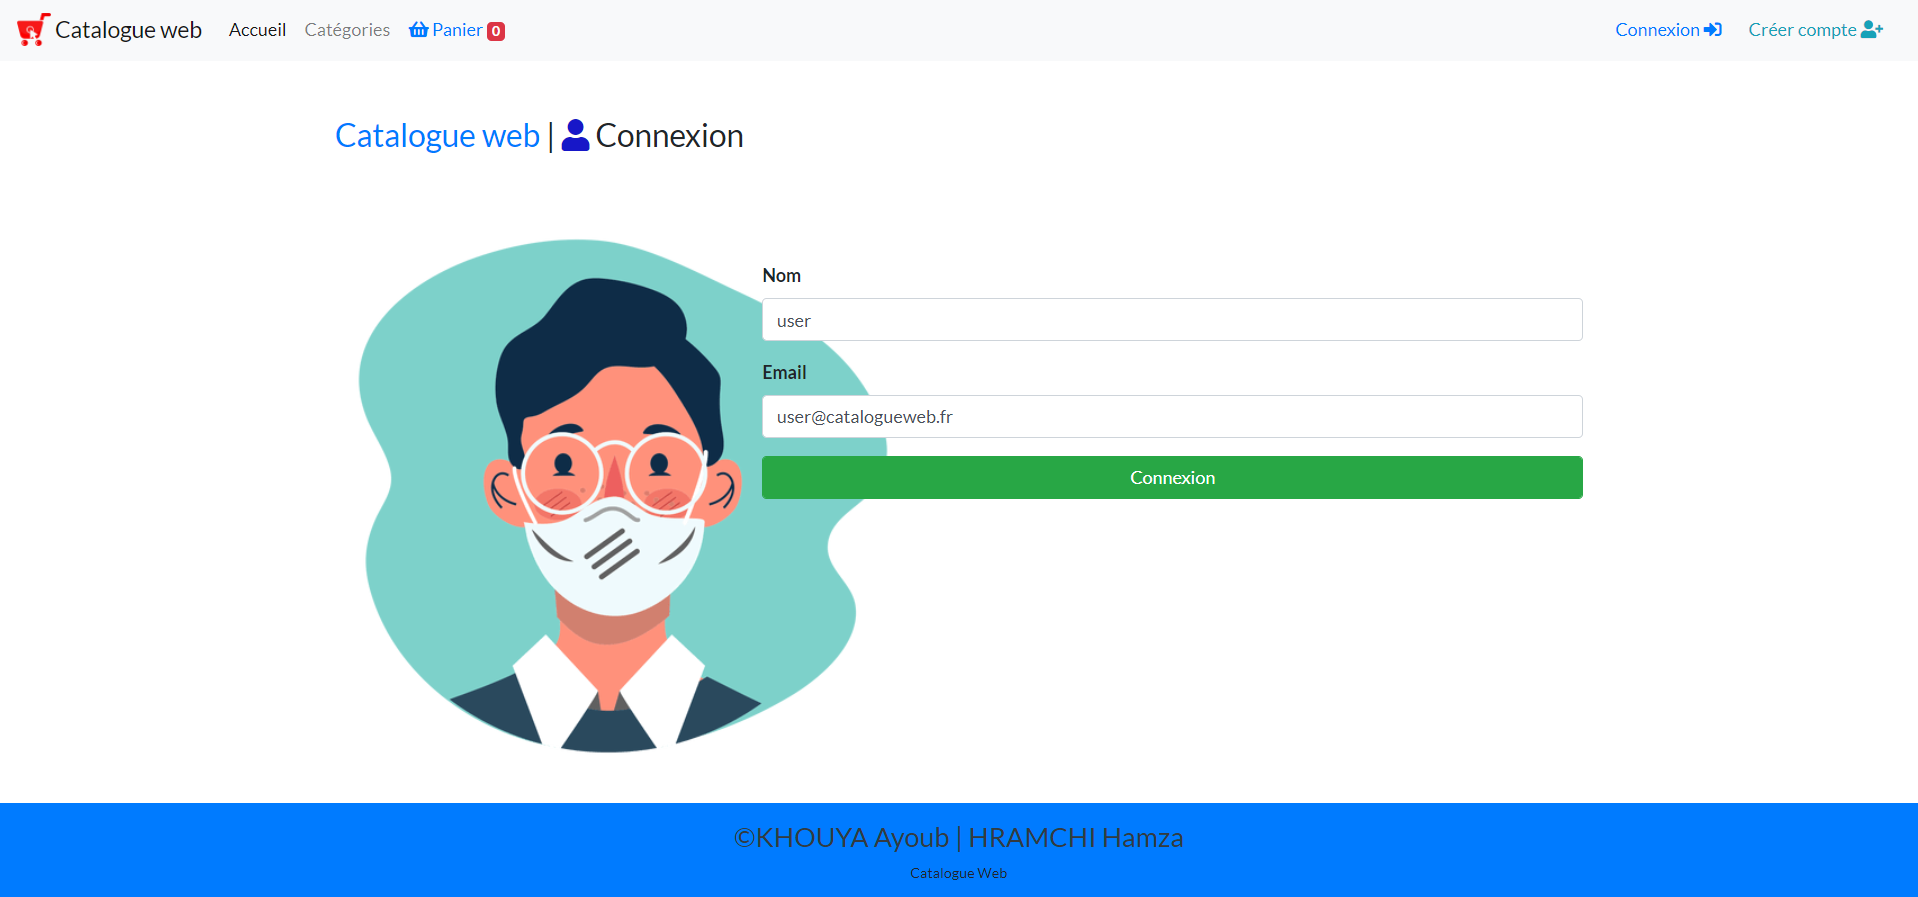 Catalogue web Accueil Catégories Panier 0 Connexion Créer compte
Catalogue web | Connexion
Nom
user
Email
user@catalogueweb.fr
Connexion
©KHOUYA Ayoub | HRAMCHI Hamza
Catalogue Web